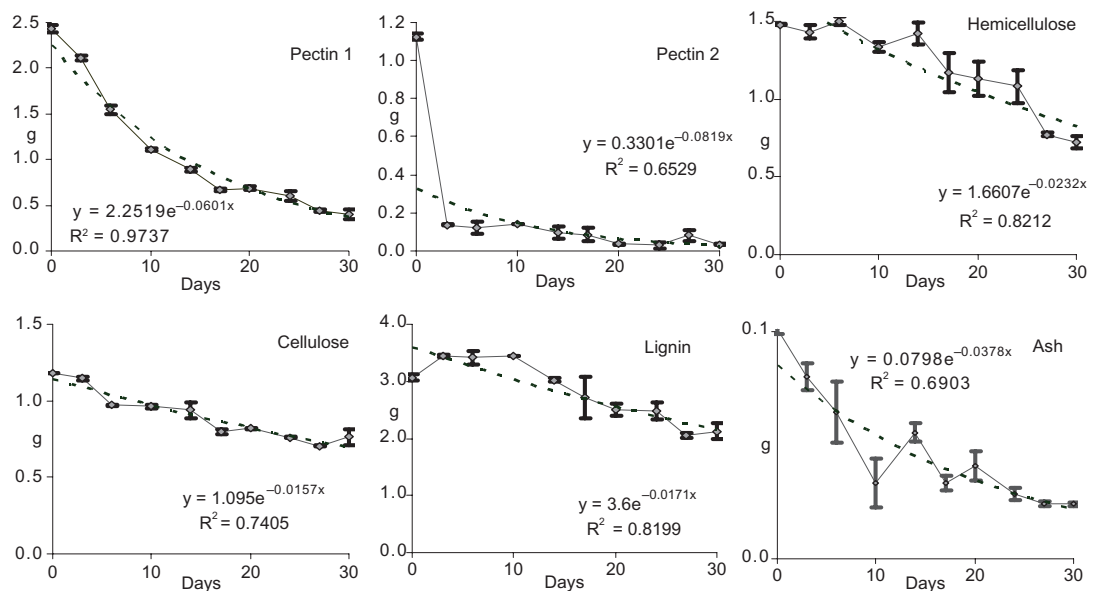 2.5
2.0
1.5
g
1.0
0.5
0.0
Pectin 1
y = 2.2519e^–0.0601x
R² = 0.9737
0 10 20 30
Days
1.2
1.0
0.8
g
0.6
0.4
0.2
0.0
Pectin 2
y = 0.3301e^–0.0819x
R² = 0.6529
0 10 20 30
Days
1.5
1.0
g
0.5
0.0
Hemicellulose
y = 1.6607e^–0.0232x
R² = 0.8212
0 10 20 30
Days
1.5
1.0
g
0.5
0.0
Cellulose
y = 1.095e^–0.0157x
R² = 0.7405
0 10 20 30
Days
4.0
3.0
g
2.0
1.0
0.0
Lignin
y = 3.6e^–0.0171x
R² = 0.8199
0 10 20 30
Days
0.1
g
0.0
Ash
y = 0.0798e^–0.0378x
R² = 0.6903
0 10 20 30
Days